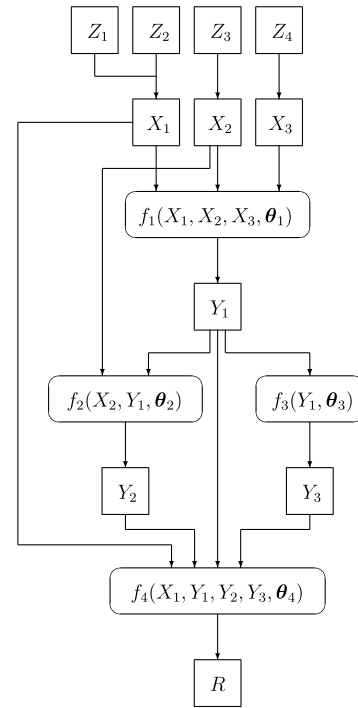 Z₁ Z₂ Z₃ Z₄
X₁ X₂ X₃
f₁(X₁, X₂, X₃, θ₁)
Y₁
f₂(X₂, Y₁, θ₂) f₃(Y₁, θ₃)
Y₂ Y₃
f₄(X₁, Y₁, Y₂, Y₃, θ₄)
R